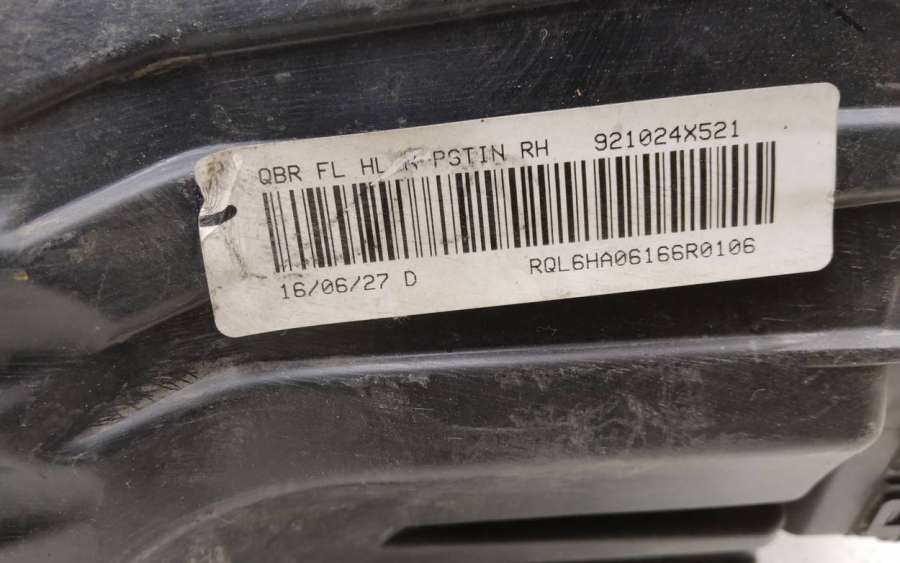 QBR FL HL PSTIN RH 921024X521
16/06/27 D RQL6HA06166R0106